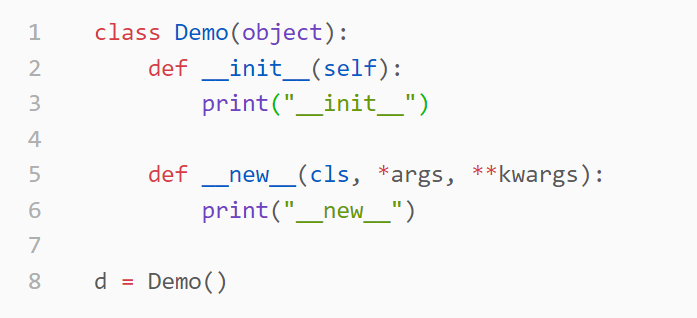 1 class Demo(object):
2     def __init__(self):
3         print("__init__")
4
5     def __new__(cls, *args, **kwargs):
6         print("__new__")
7
8 d = Demo()